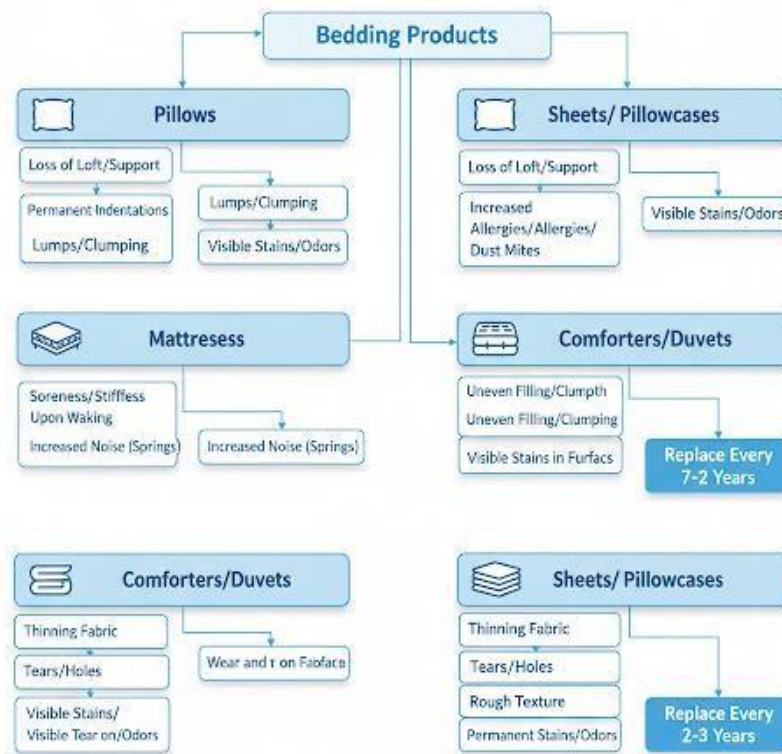 Bedding Products
Pillows
Loss of Loft/Support
Permanent Indentations
Lumps/Clumping
Lumps/Clumping
Visible Stains/Odors
Sheets/ Pillowcases
Loss of Loft/Support
Increased
Allergies/Allergies/
Dust Mites
Visible Stains/Odors
Mattresess
Soreness/Stifffess
Upon Waking
Increased Noise (Springs)
Increased Noise (Springs)
Comforters/Duvets
Uneven Filling/Clumpth
Uneven Filling/Clumping
Visible Stains in Furfacs
Replace Every
7-2 Years
Comforters/Duvets
Thinning Fabric
Tears/Holes
Visible Stains/
Visible Tear on/Odors
Wear and τ on Faoface
Sheets/ Pillowcases
Thinning Fabric
Tears/Holes
Rough Texture
Permanent Stains/Odors
Replace Every
2-3 Years